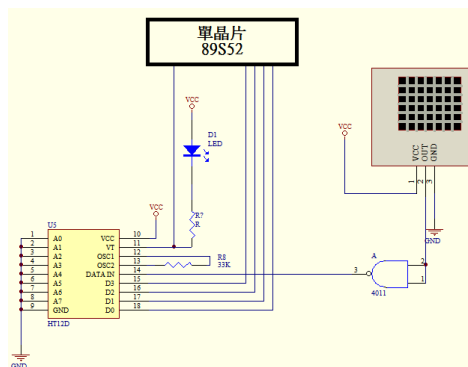 單晶片
89S52
VCC
D1
LED
R?
R
VCC
VCC
OUT
GND
1
2
3
GND
VCC
U5
1 A0 VCC 10
2 A1 VT 11
3 A2 OSC1 12
4 A3 OSC2 13
5 A4 DATA IN 14
6 A5 D3 15
7 A6 D2 16
8 A7 D1 17
9 GND D0 18
HT12D
R8
33K
3
A
4011
2
1
GND